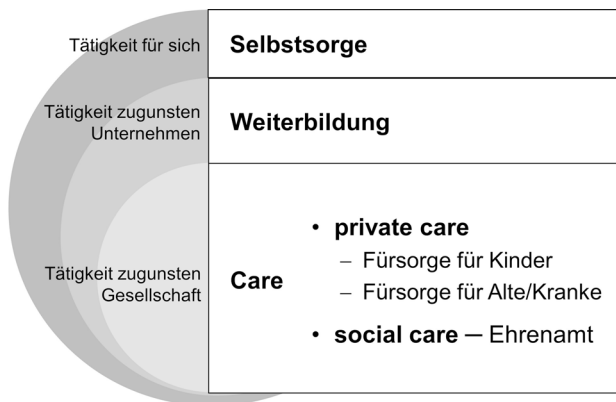 Tätigkeit für sich
Selbstsorge
Tätigkeit zugunsten
Unternehmen
Weiterbildung
Tätigkeit zugunsten
Gesellschaft
Care
• private care
– Fürsorge für Kinder
– Fürsorge für Alte/Kranke
• social care — Ehrenamt